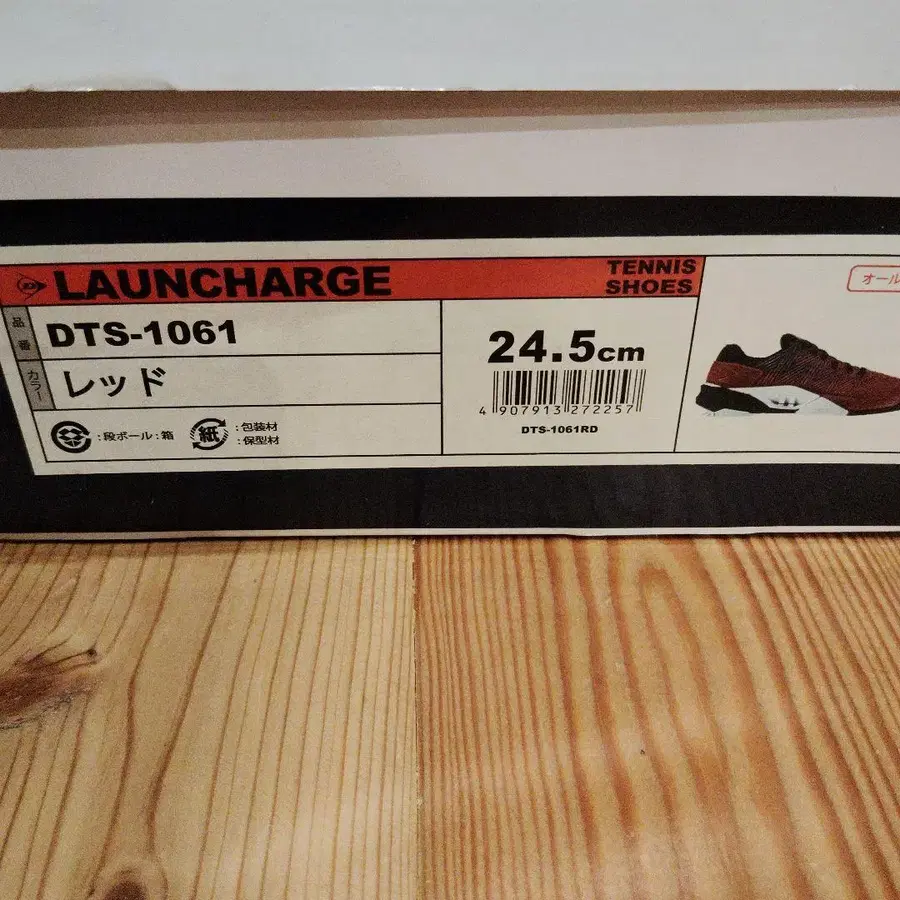 LAUNCHARGE
TENNIS
SHOES
オール
品番
DTS-1061
カラー
レッド
24.5cm
4 907913 272257
DTS-1061RD
:段ボール:箱
紙
:包装材
:保型材